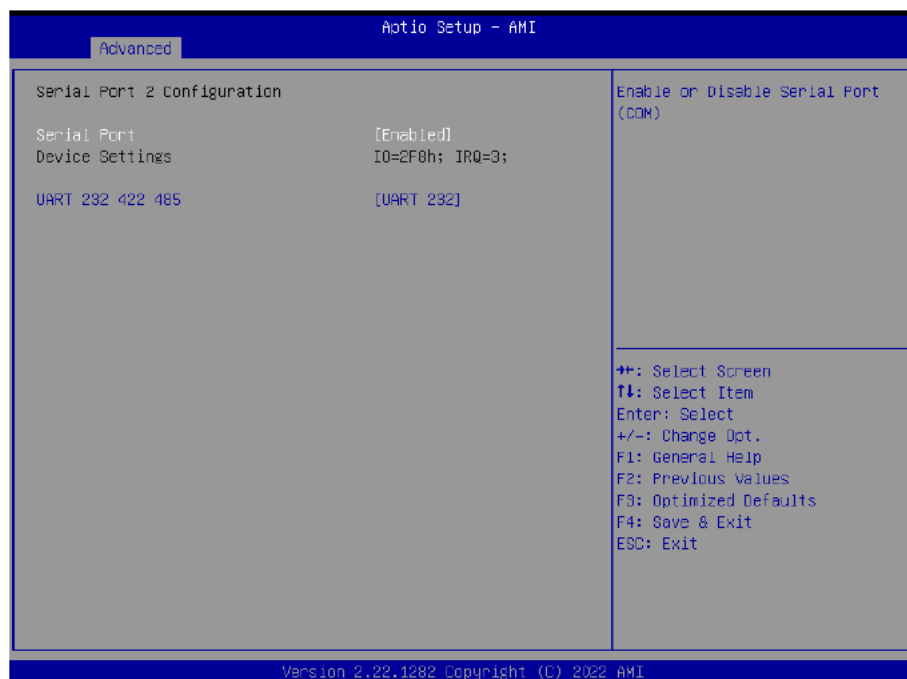 Aptio Setup – AMI
Advanced
Serial Port 2 Configuration
Serial Port [Enabled]
Device Settings IO=2F8h; IRQ=3;
UART 232 422 485 [UART 232]
Enable or Disable Serial Port
(COM)
→←: Select Screen
↑↓: Select Item
Enter: Select
+/-: Change Opt.
F1: General Help
F2: Previous Values
F3: Optimized Defaults
F4: Save & Exit
ESC: Exit
Version 2.22.1282 Copyright (C) 2022 AMI